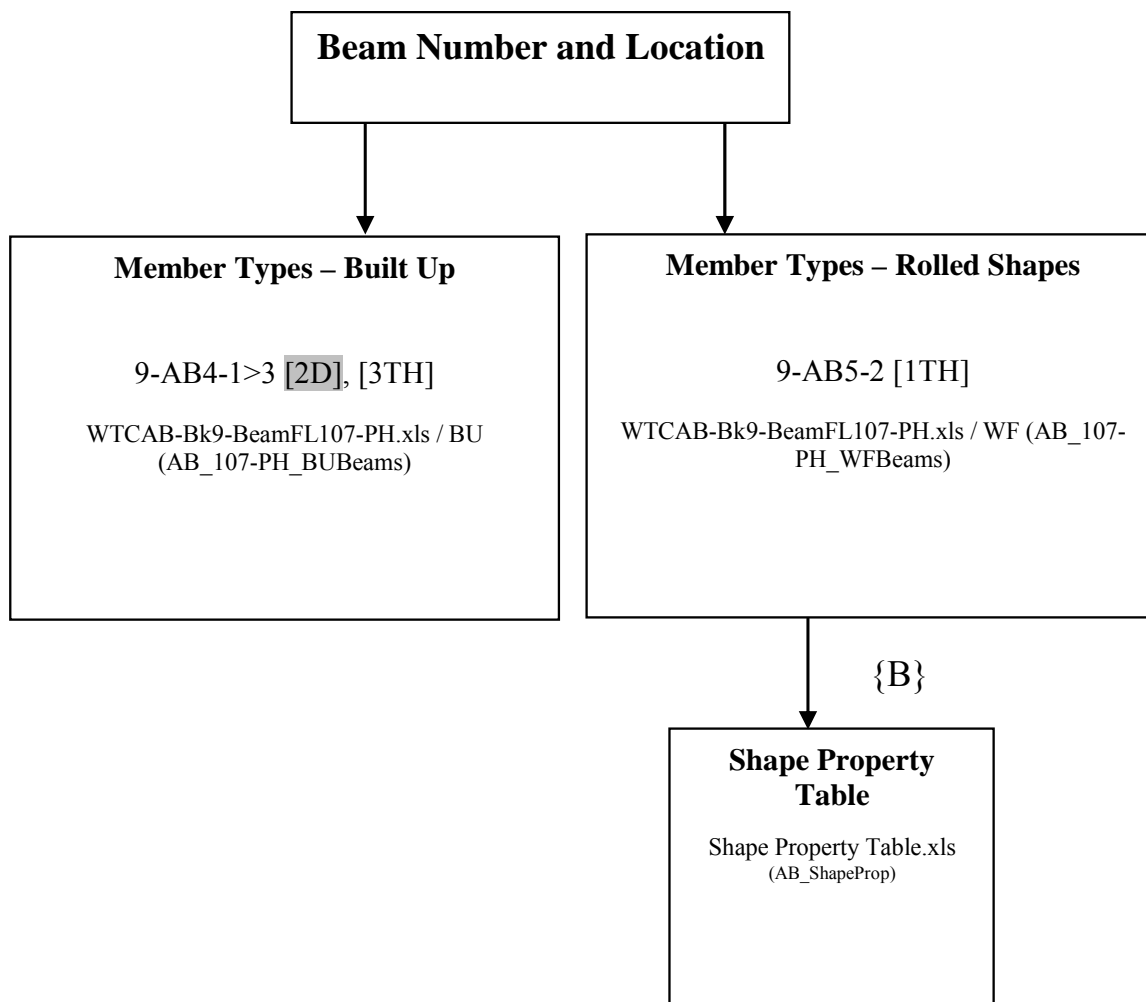 Beam Number and Location
Member Types – Built Up
9-AB4-1>3 [2D], [3TH]
WTCAB-Bk9-BeamFL107-PH.xls / BU
(AB_107-PH_BUBeams)
Member Types – Rolled Shapes
9-AB5-2 [1TH]
WTCAB-Bk9-BeamFL107-PH.xls / WF (AB_107-
PH_WFBeams)
{B}
Shape Property
Table
Shape Property Table.xls
(AB_ShapeProp)